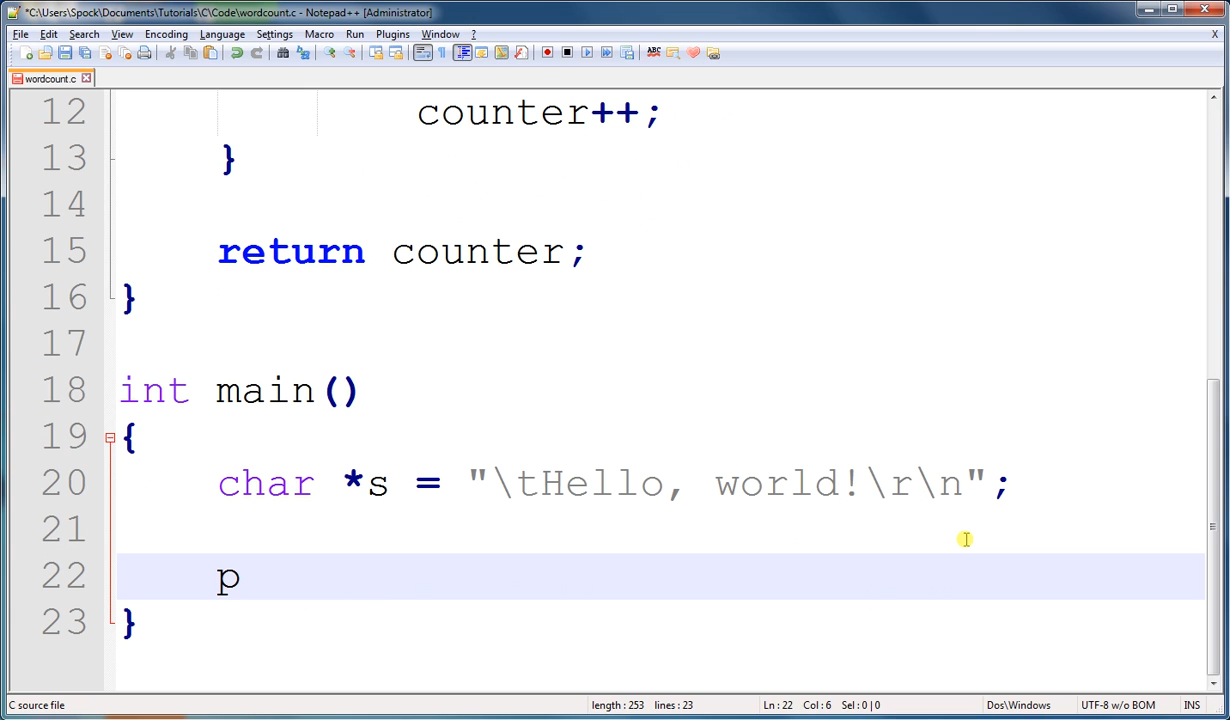 *C:\Users\Spock\Documents\Tutorials\C\Code\wordcount.c - Notepad++ [Administrator]
File Edit Search View Encoding Language Settings Macro Run Plugins Window ? X
ABC
wordcount.c
12 counter++;
13 }
14
15 return counter;
16 }
17
18 int main()
19 {
20 char *s = "\tHello, world!\r\n";
21
22 p
23 }
C source file length : 253 lines : 23 Ln : 22 Col : 6 Sel : 0 | 0 Dos\Windows UTF-8 w/o BOM INS